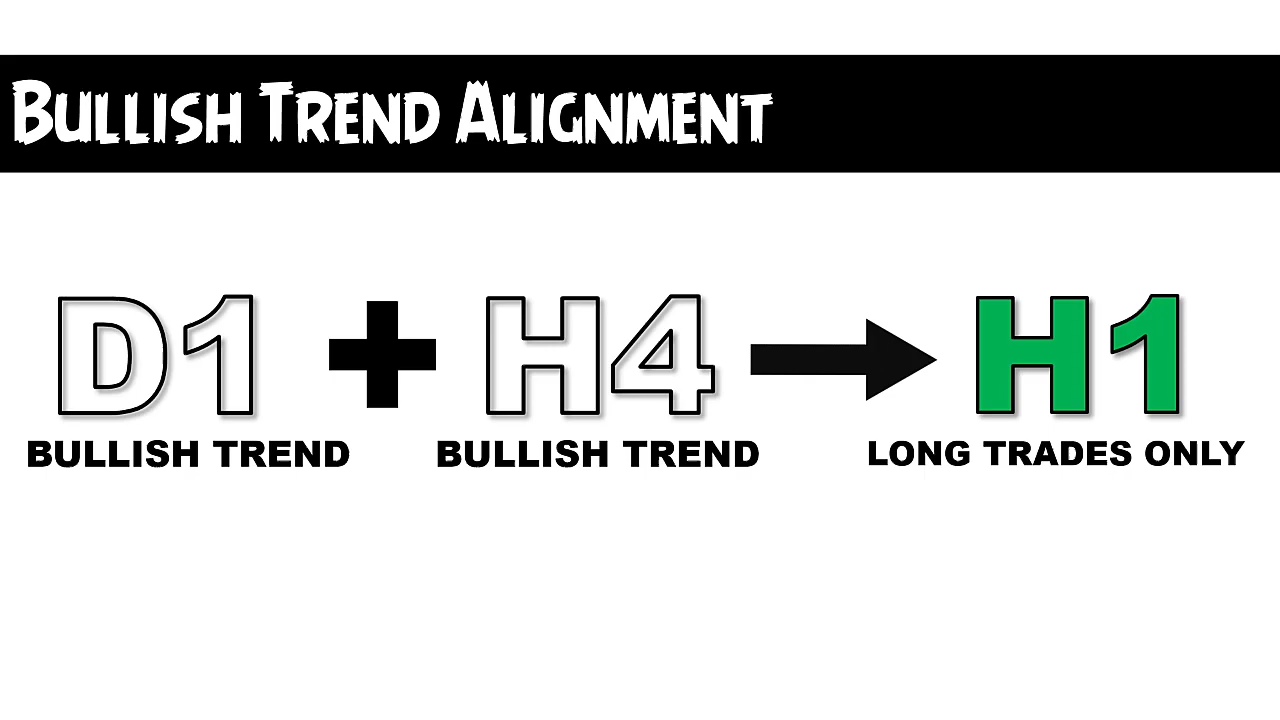 Bullish Trend Alignment
D1 + H4 → H1
BULLISH TREND BULLISH TREND LONG TRADES ONLY